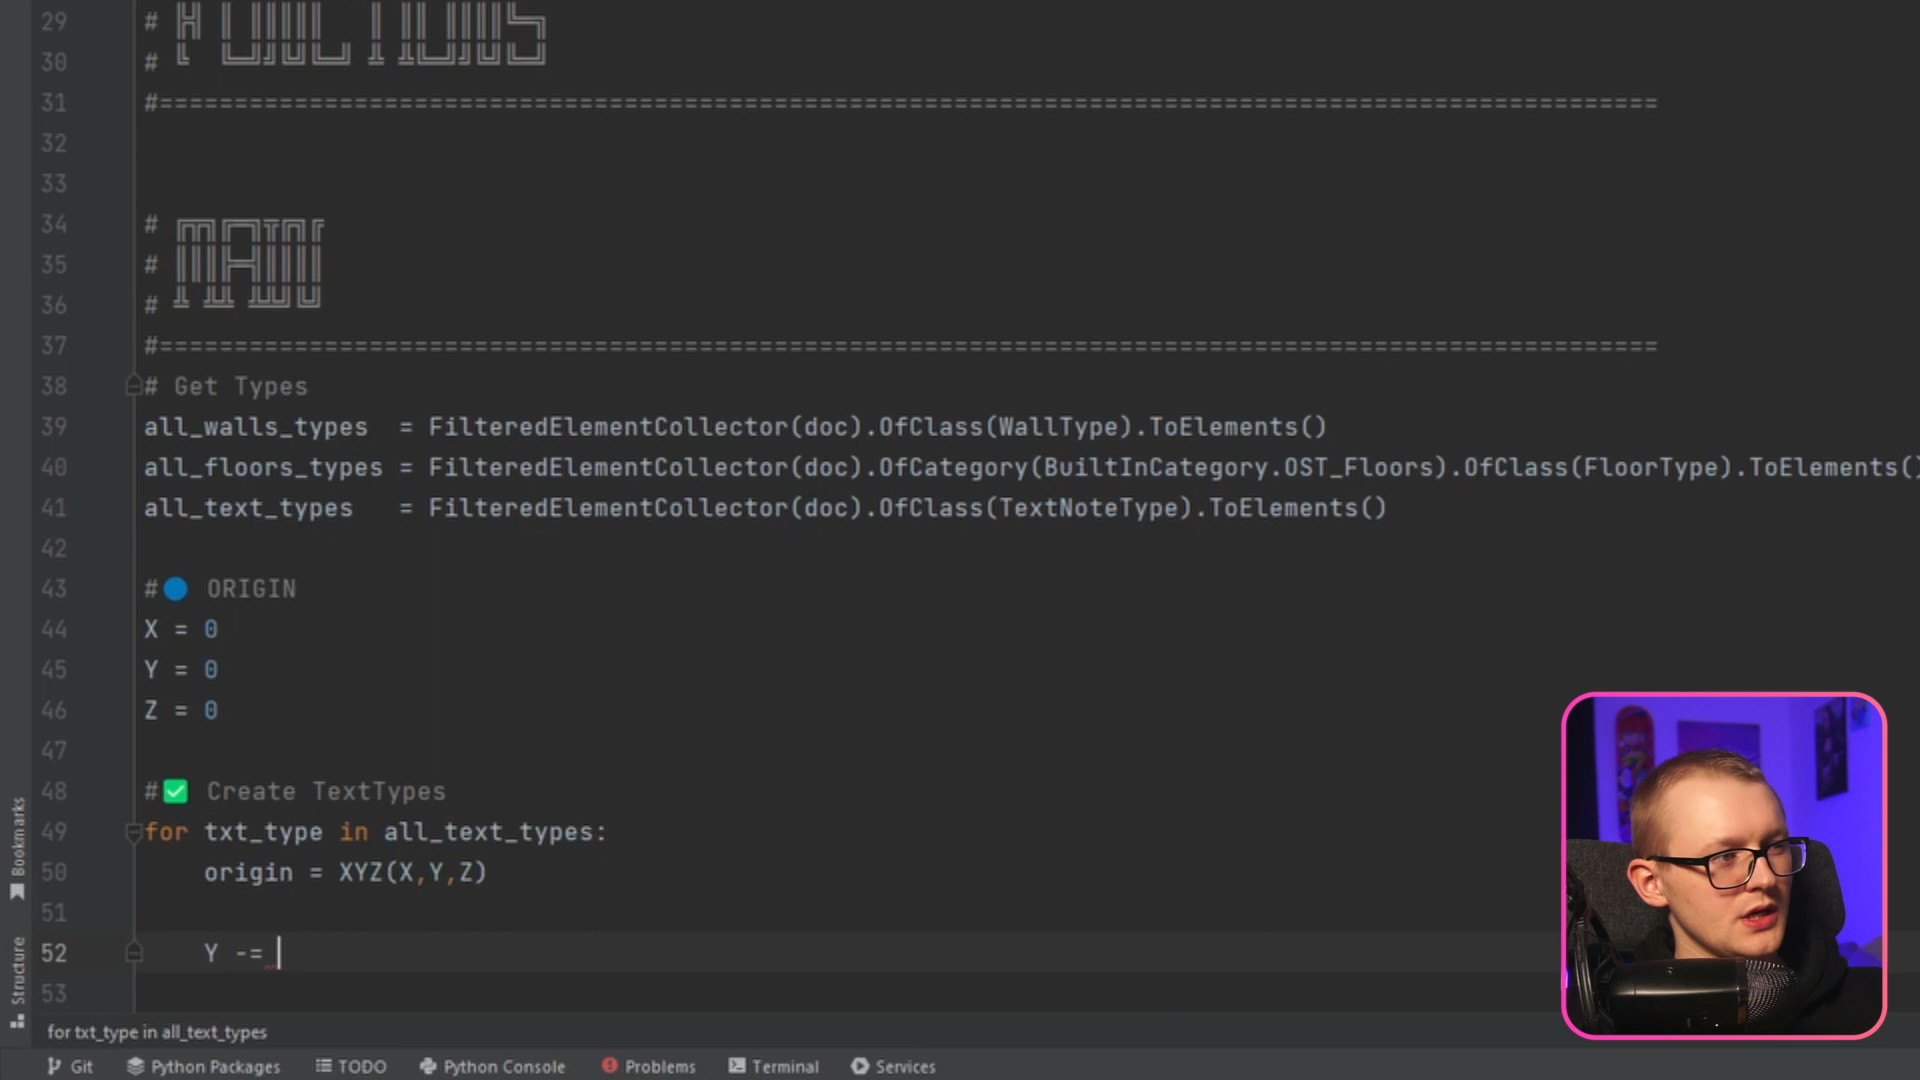 29 #
30 #
31 #====================================================================================================
32
33
34 #
35 # MAIN
36 #
37 #====================================================================================================
38 # Get Types
39 all_walls_types  = FilteredElementCollector(doc).OfClass(WallType).ToElements()
40 all_floors_types = FilteredElementCollector(doc).OfCategory(BuiltInCategory.OST_Floors).OfClass(FloorType).ToElements()
41 all_text_types   = FilteredElementCollector(doc).OfClass(TextNoteType).ToElements()
42
43 #🔵 ORIGIN
44 X = 0
45 Y = 0
46 Z = 0
47
48 #✅ Create TextTypes
49 for txt_type in all_text_types:
50     origin = XYZ(X,Y,Z)
51
52     Y -=
53
Bookmarks
Structure
for txt_type in all_text_types
Git Python Packages TODO Python Console Problems Terminal Services